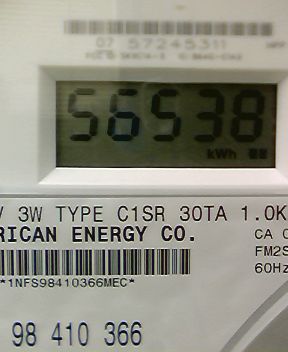 07 57245311
56538
kWh
V 3W TYPE C1SR 30TA 1.0K
RICAN ENERGY CO.
CA 0
FM2S
60Hz
*1NFS98410366MEC*
98 410 366